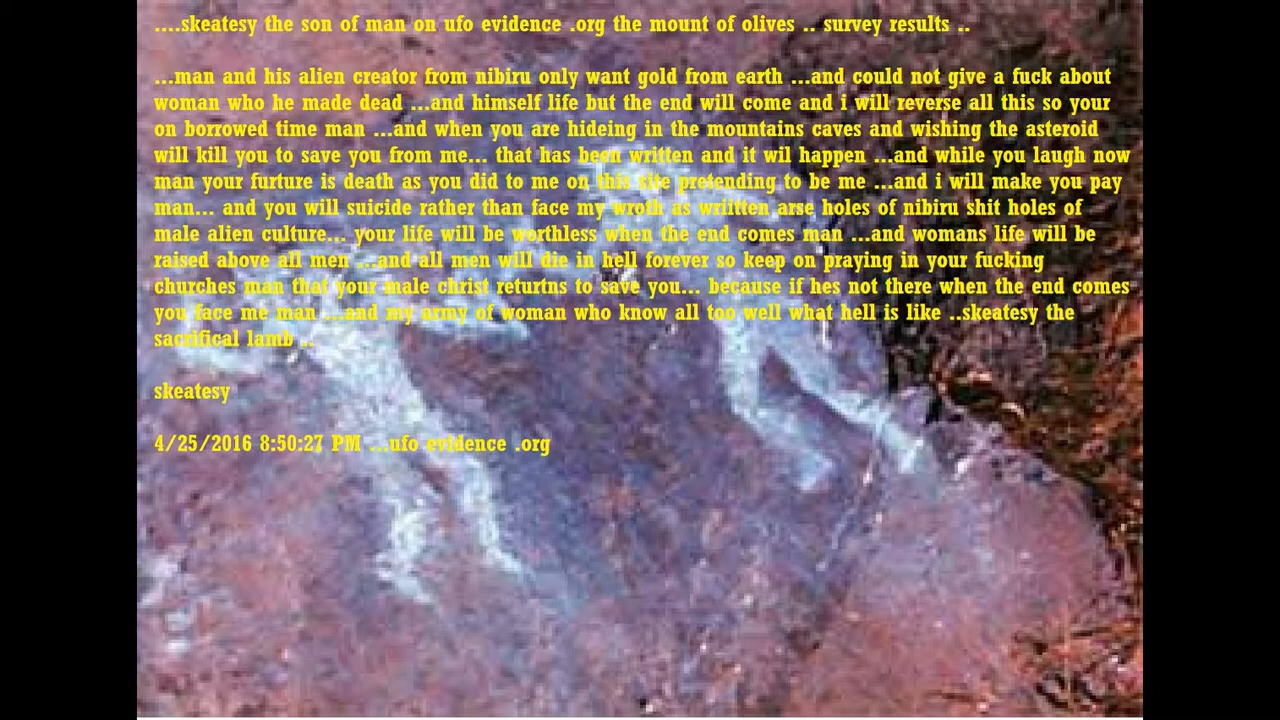 ....skeatesy the son of man on ufo evidence .org the mount of olives .. survey results ..
...man and his alien creator from nibiru only want gold from earth ...and could not give a fuck about
woman who he made dead ...and himself life but the end will come and i will reverse all this so your
on borrowed time man ...and when you are hideing in the mountains caves and wishing the asteroid
will kill you to save you from me... that has been written and it wil happen ...and while you laugh now
man your furture is death as you did to me on this site pretending to be me ...and i will make you pay
man... and you will suicide rather than face my wroth as wriitten arse holes of nibiru shit holes of
male alien culture... your life will be worthless when the end comes man ...and womans life will be
raised above all men ...and all men will die in hell forever so keep on praying in your fucking
churches man that your male christ returtns to save you... because if hes not there when the end comes
you face me man ...and my army of woman who know all too well what hell is like ..skeatesy the
sacrifical lamb ..
skeatesy
4/25/2016 8:50:27 PM ...ufo evidence .org